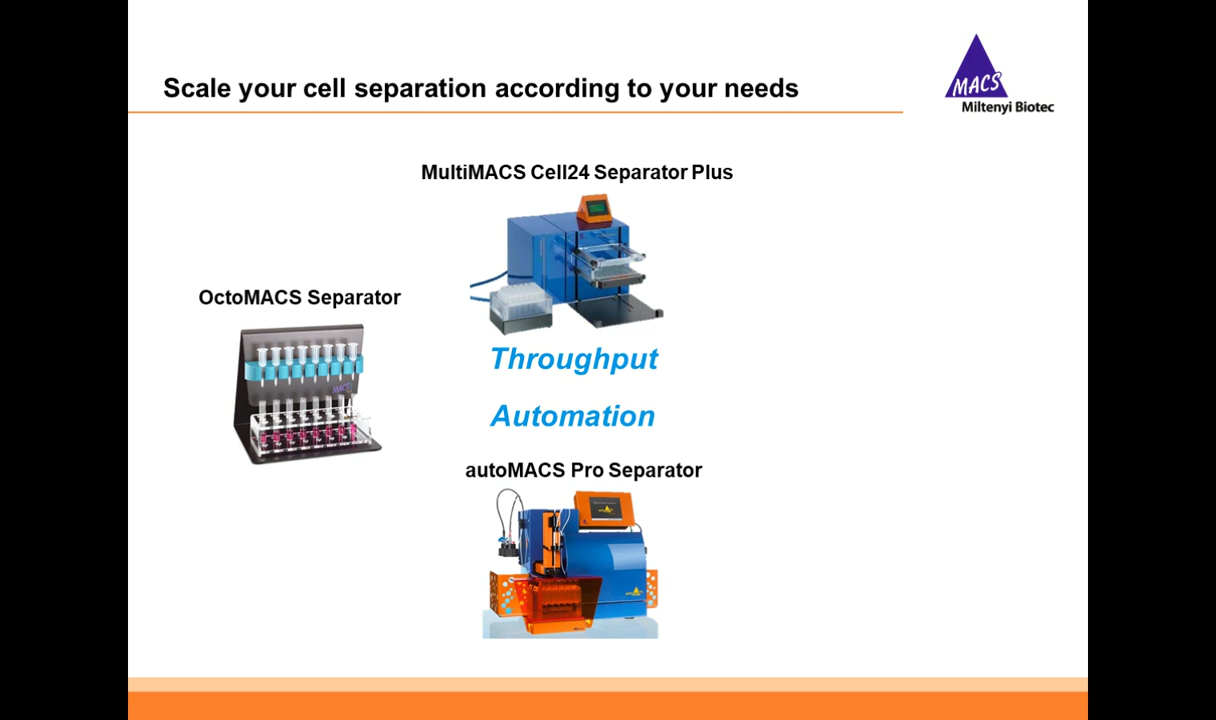 Scale your cell separation according to your needs
MACS
Miltenyi Biotec
MultiMACS Cell24 Separator Plus
OctoMACS Separator
MACS
Throughput
Automation
autoMACS Pro Separator